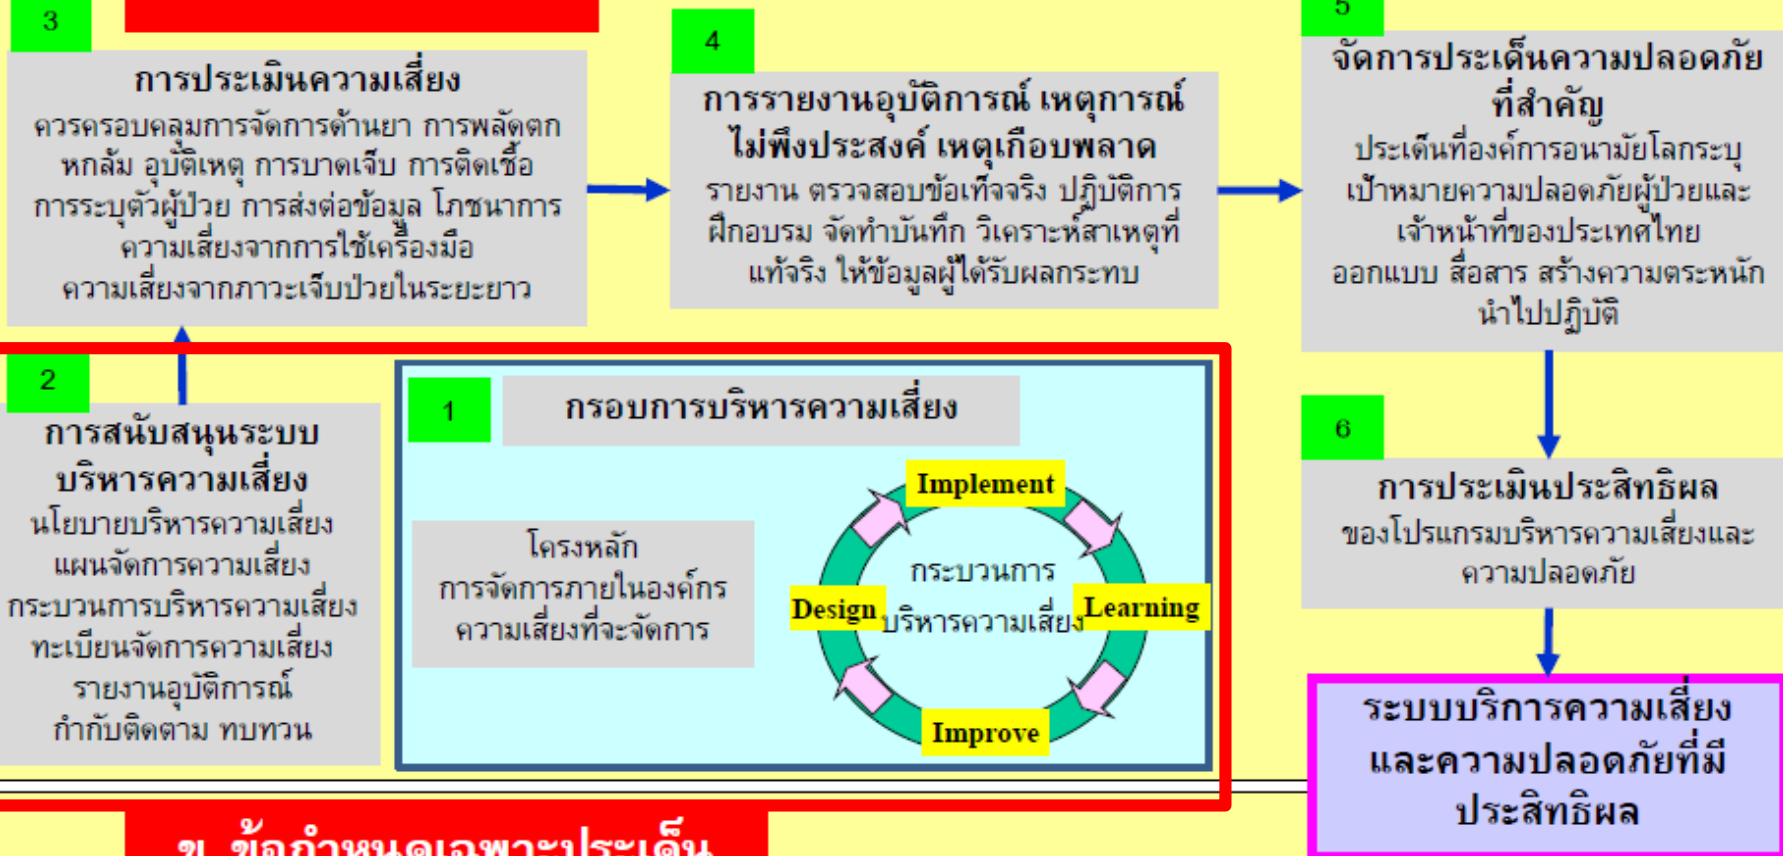 3
การประเมินความเสี่ยง
ควรครอบคลุมการจัดการด้านยา การพลัดตก
หกล้ม อุบัติเหตุ การบาดเจ็บ การติดเชื้อ
การระบุตัวผู้ป่วย การส่งต่อข้อมูล โภชนาการ
ความเสี่ยงจากการใช้เครื่องมือ
ความเสี่ยงจากภาวะเจ็บป่วยในระยะยาว
4
การรายงานอุบัติการณ์ เหตุการณ์
ไม่พึงประสงค์ เหตุเกือบพลาด
รายงาน ตรวจสอบข้อเท็จจริง ปฏิบัติการ
ฝึกอบรม จัดทำบันทึก วิเคราะห์สาเหตุที่
แท้จริง ให้ข้อมูลผู้ได้รับผลกระทบ
5
จัดการประเด็นความปลอดภัย
ที่สำคัญ
ประเด็นที่องค์การอนามัยโลกระบุ
เป้าหมายความปลอดภัยผู้ป่วยและ
เจ้าหน้าที่ของประเทศไทย
ออกแบบ สื่อสาร สร้างความตระหนัก
นำไปปฏิบัติ
2
การสนับสนุนระบบ
บริหารความเสี่ยง
นโยบายบริหารความเสี่ยง
แผนจัดการความเสี่ยง
กระบวนการบริหารความเสี่ยง
ทะเบียนจัดการความเสี่ยง
รายงานอุบัติการณ์
กำกับติดตาม ทบทวน
1
กรอบการบริหารความเสี่ยง
โครงหลัก
การจัดการภายในองค์กร
ความเสี่ยงที่จะจัดการ
Implement
กระบวนการ
บริหารความเสี่ยง
Design
Learning
Improve
6
การประเมินประสิทธิผล
ของโปรแกรมบริหารความเสี่ยงและ
ความปลอดภัย
ระบบบริการความเสี่ยง
และความปลอดภัยที่มี
ประสิทธิผล
ข. ข้อกำหนดเฉพาะประเด็น